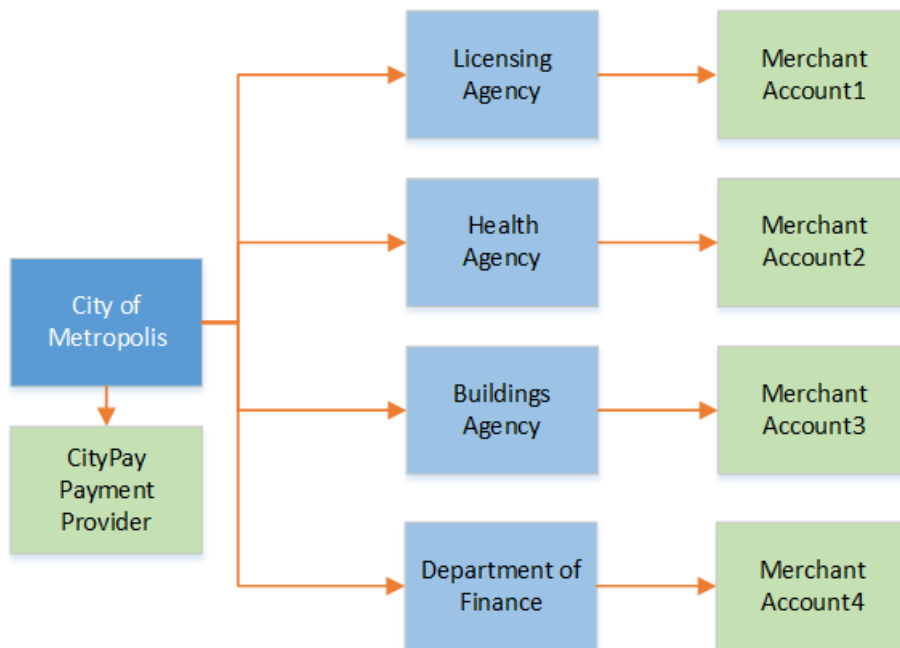 Licensing
Agency
Merchant
Account1
Health
Agency
Merchant
Account2
City of
Metropolis
Buildings
Agency
Merchant
Account3
CityPay
Payment
Provider
Department of
Finance
Merchant
Account4